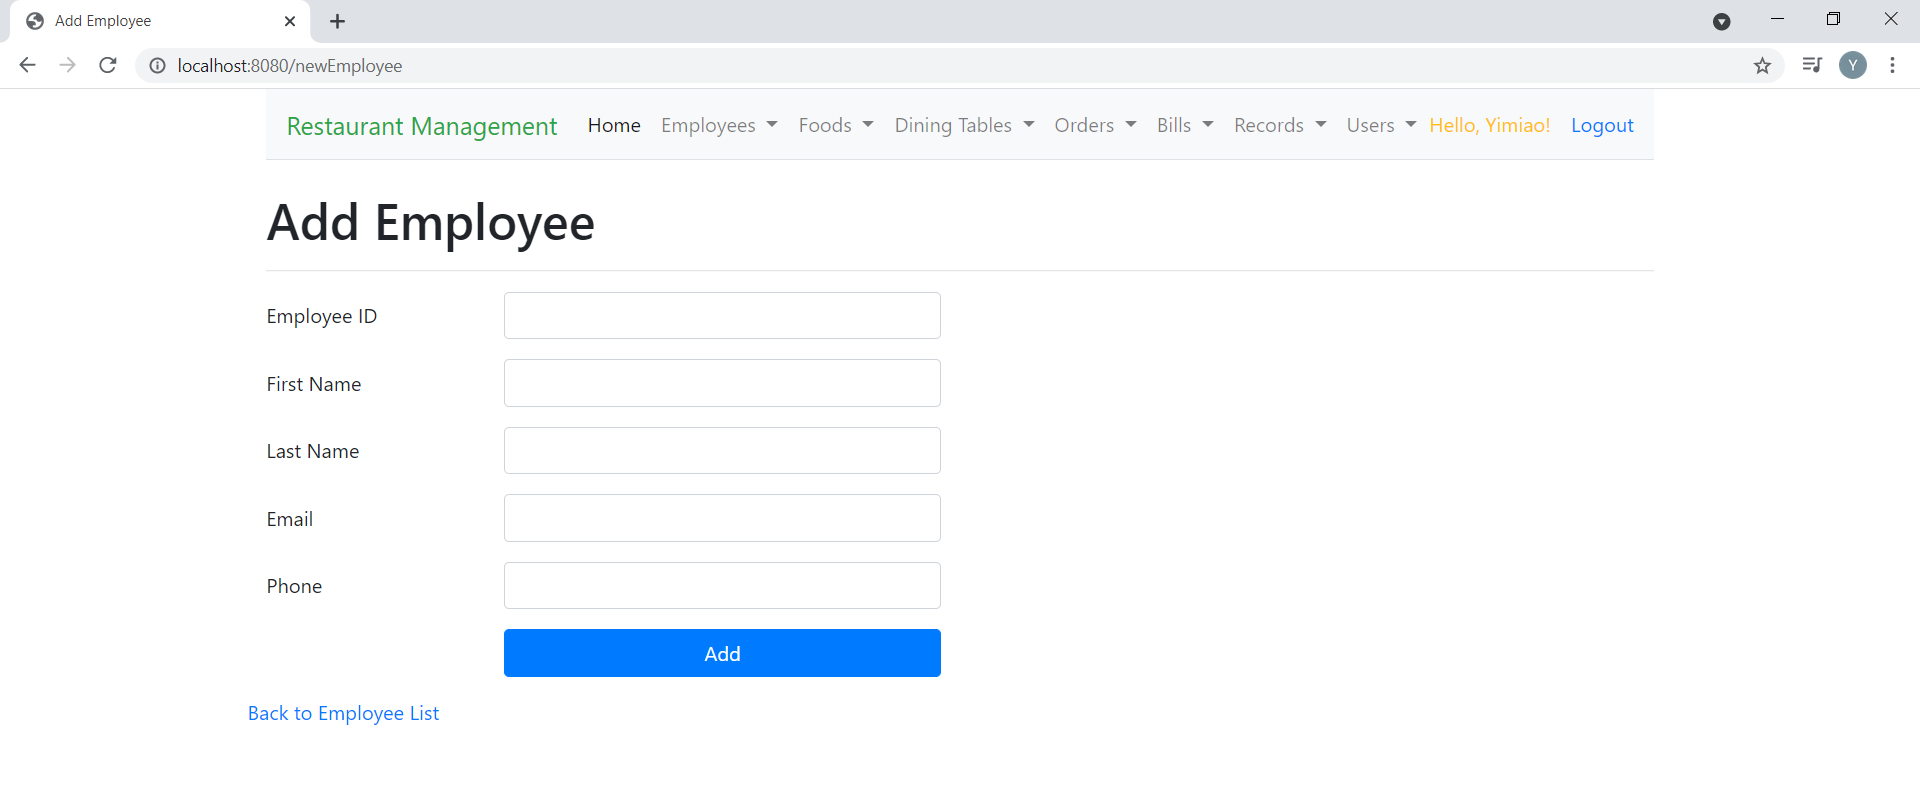 Add Employee
localhost:8080/newEmployee
Y
Restaurant Management Home Employees Foods Dining Tables Orders Bills Records Users Hello, Yimiao! Logout
Add Employee
Employee ID
First Name
Last Name
Email
Phone
Add
Back to Employee List